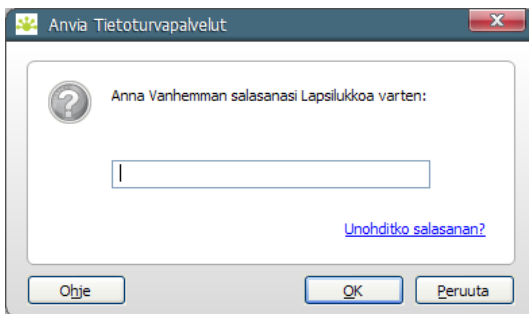 Anvia Tietoturvapalvelut
Anna Vanhemman salasanasi Lapsilukkoa varten:
Unohditko salasanan?
Ohje OK Peruuta